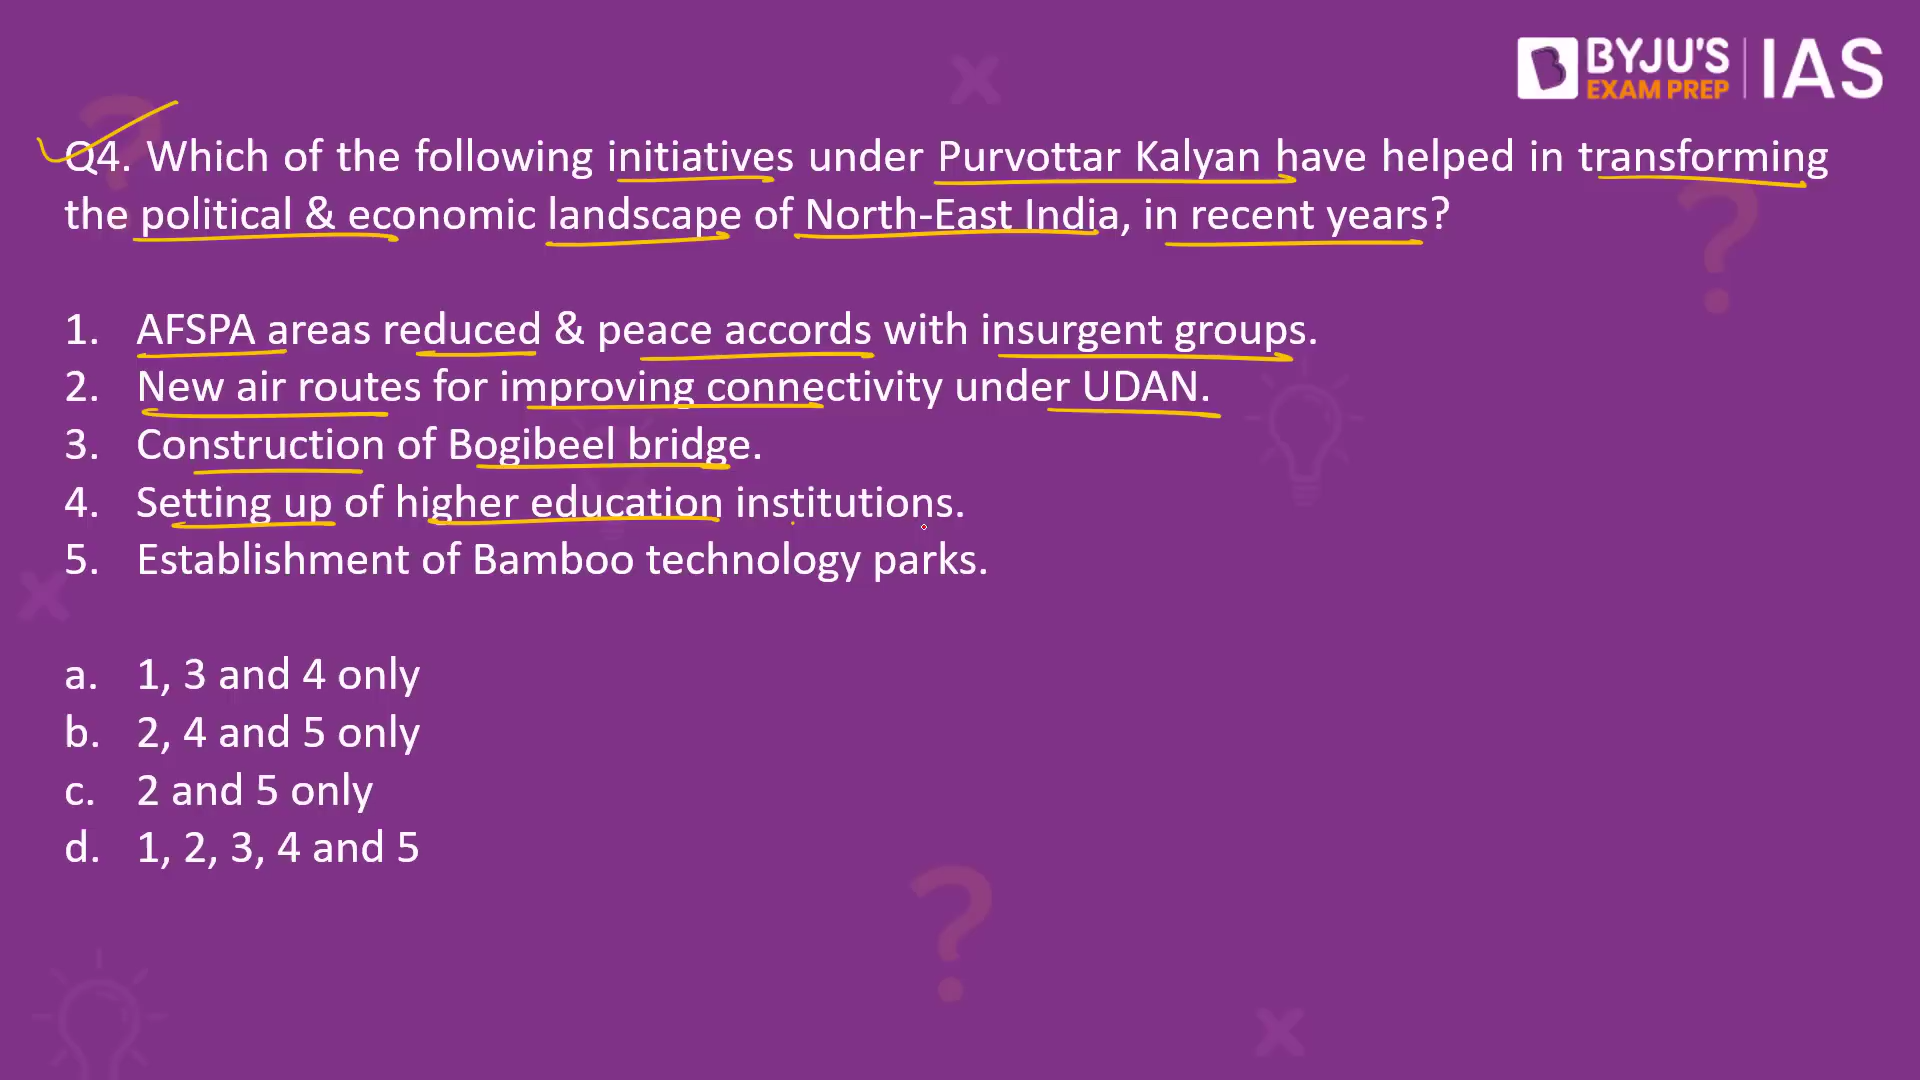 BYJU'S
EXAM PREP
IAS
Q4. Which of the following initiatives under Purvottar Kalyan have helped in transforming
the political & economic landscape of North-East India, in recent years?
1. AFSPA areas reduced & peace accords with insurgent groups.
2. New air routes for improving connectivity under UDAN.
3. Construction of Bogibeel bridge.
4. Setting up of higher education institutions.
5. Establishment of Bamboo technology parks.
a. 1, 3 and 4 only
b. 2, 4 and 5 only
c. 2 and 5 only
d. 1, 2, 3, 4 and 5